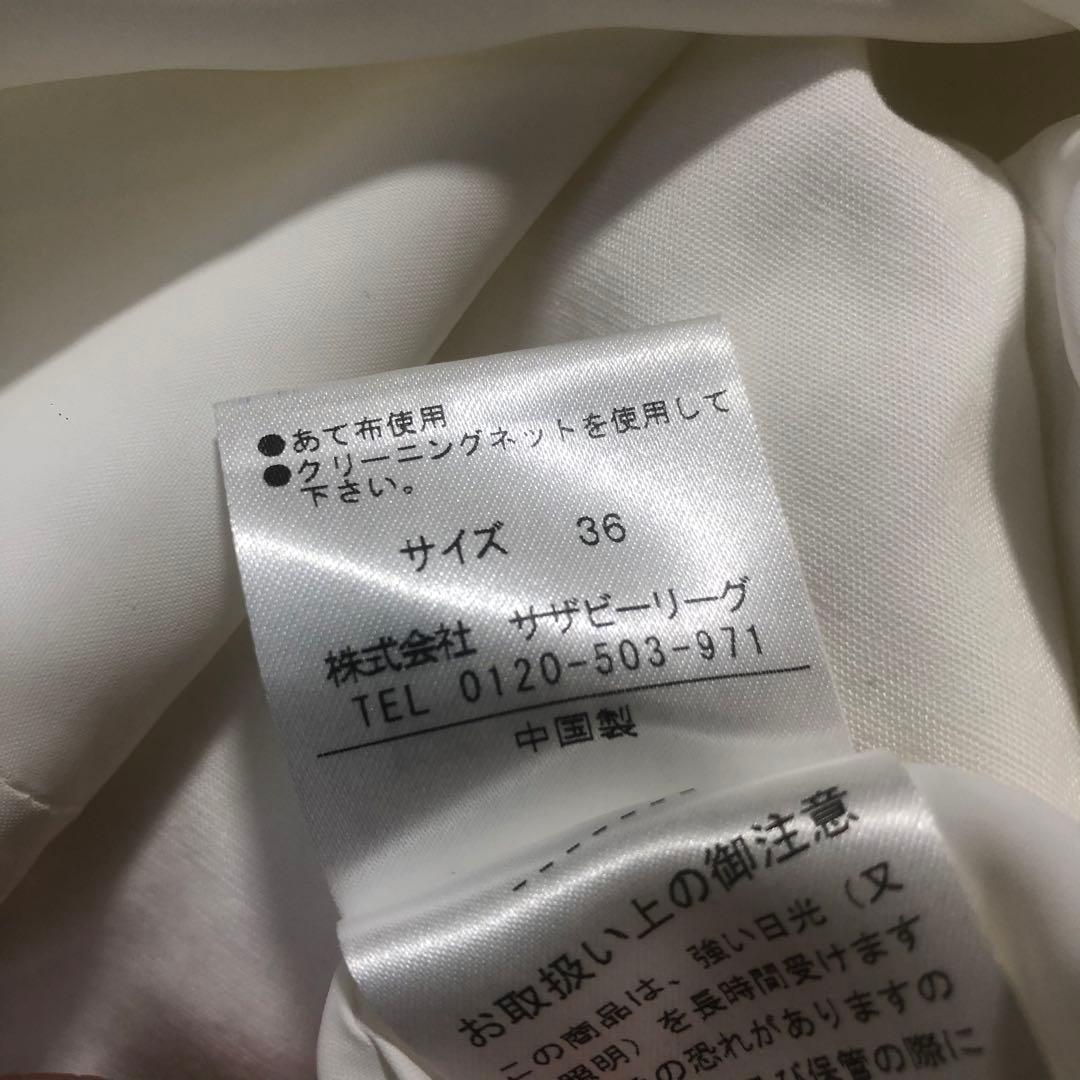 ●あて布使用
●クリーニングネットを使用して
下さい。
サイズ 36
株式会社 サザビーリーグ
TEL 0120-503-971
中国製
お取扱い上の御注意
この商品は、強い日光（又
照明）を長時間受けます
の恐れがありますの
び保管の際に